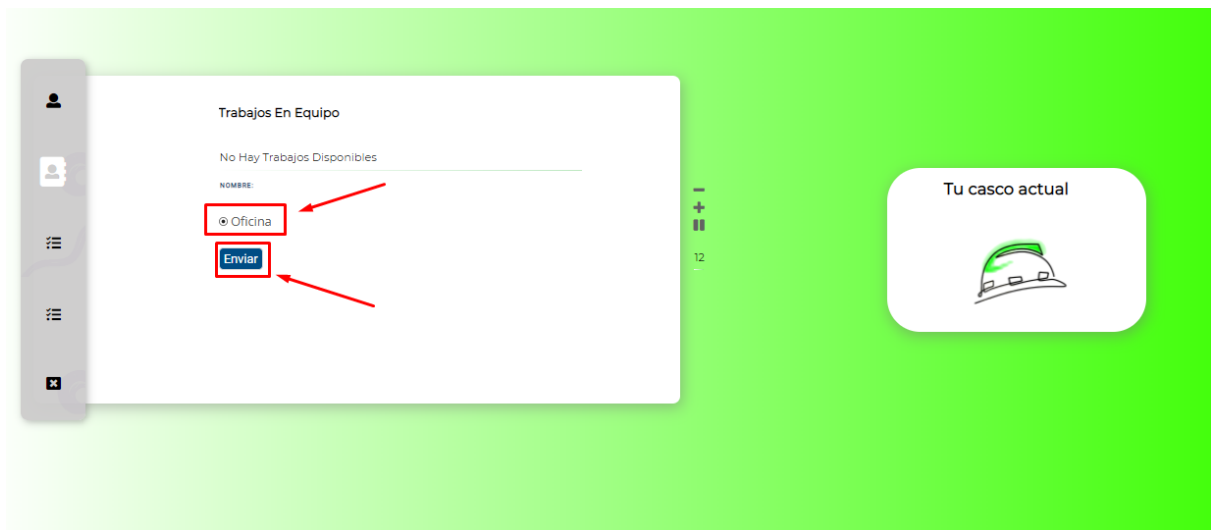 Trabajos En Equipo
No Hay Trabajos Disponibles
NOMBRE:
Oficina
Enviar
12
Tu casco actual